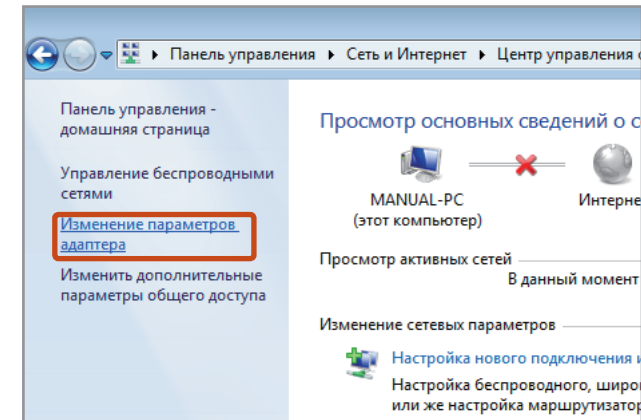 Панель управления ▸ Сеть и Интернет ▸ Центр управления
Панель управления -
домашняя страница
Управление беспроводными
сетями
Изменение параметров
адаптера
Изменить дополнительные
параметры общего доступа
Просмотр основных сведений о
MANUAL-PC
(этот компьютер)
Интерне
Просмотр активных сетей
В данный момент
Изменение сетевых параметров
Настройка нового подключения
Настройка беспроводного, широ
или же настройка маршрутизатор